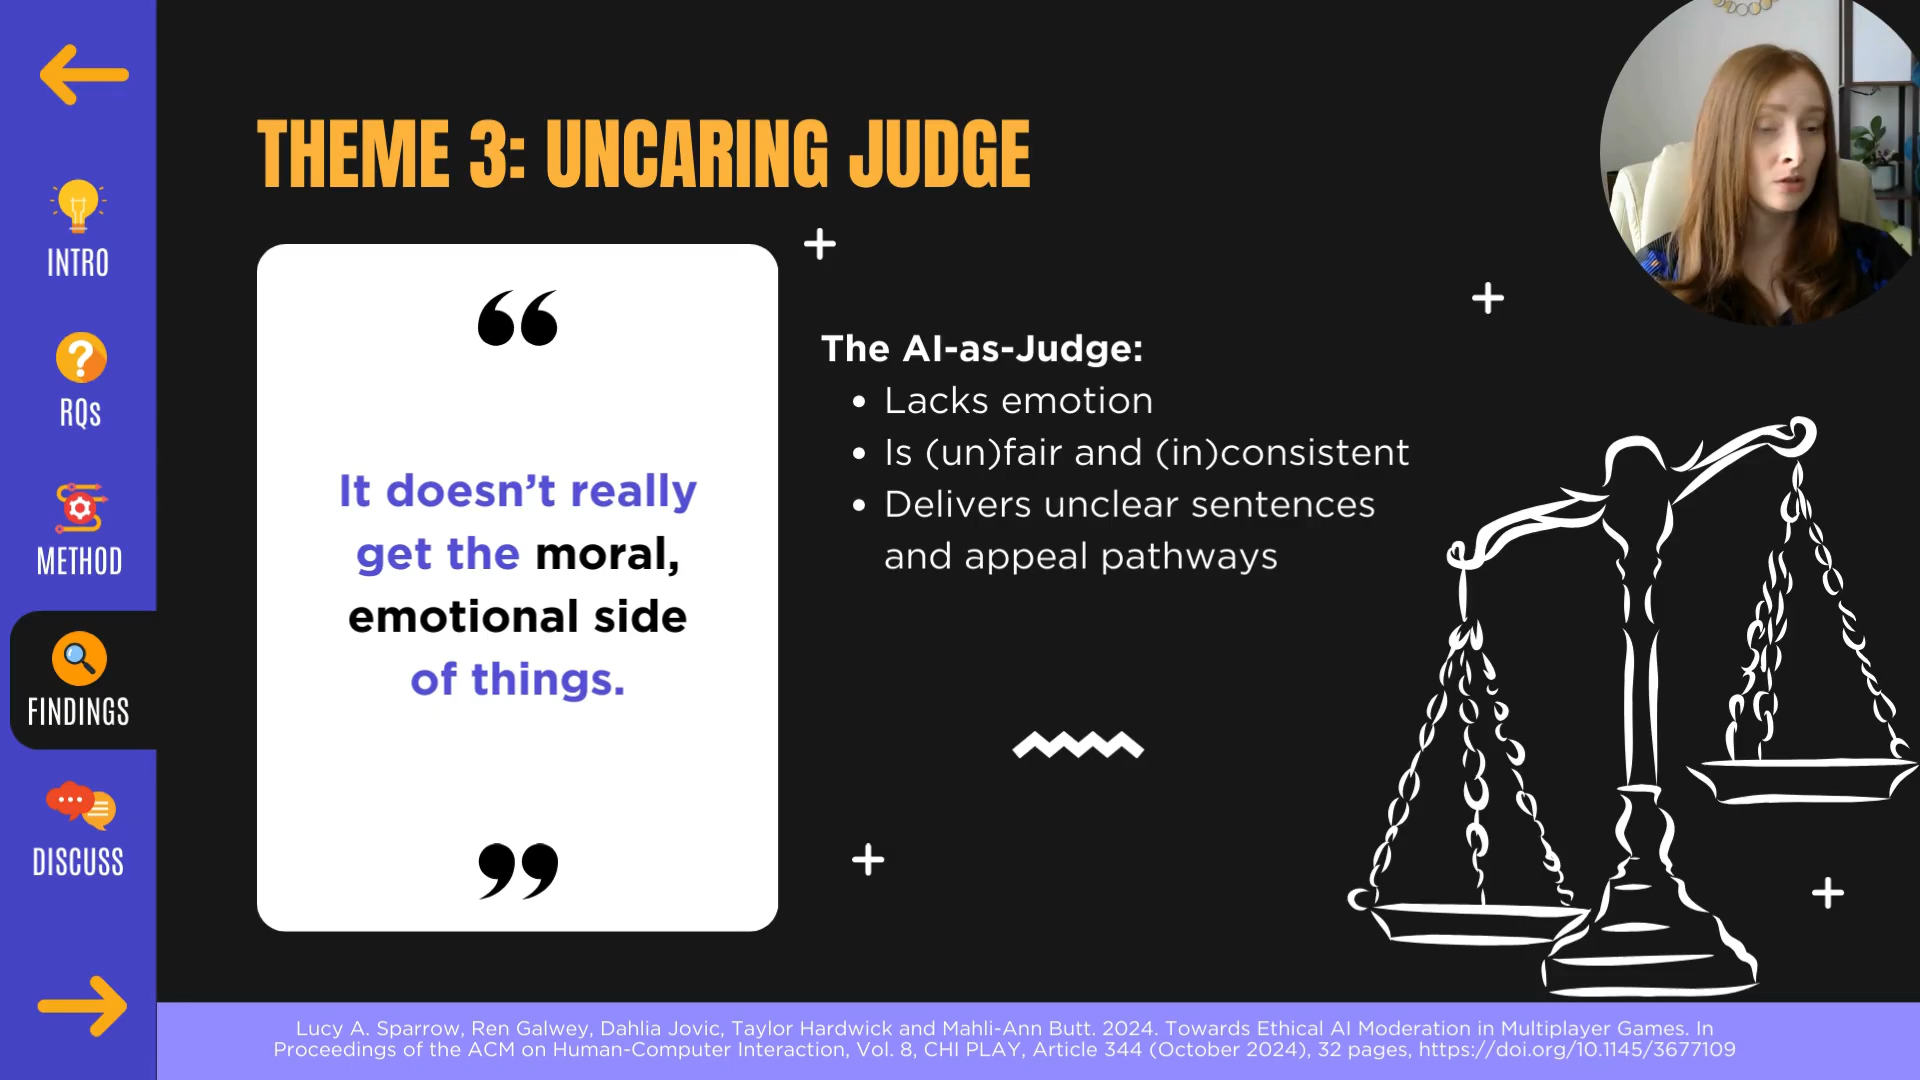 INTRO
RQs
METHOD
FINDINGS
DISCUSS
THEME 3: UNCARING JUDGE
“
It doesn’t really
get the moral,
emotional side
of things.
”
The AI-as-Judge:
• Lacks emotion
• Is (un)fair and (in)consistent
• Delivers unclear sentences
and appeal pathways
Lucy A. Sparrow, Ren Galwey, Dahlia Jovic, Taylor Hardwick and Mahli-Ann Butt. 2024. Towards Ethical AI Moderation in Multiplayer Games. In
Proceedings of the ACM on Human-Computer Interaction, Vol. 8, CHI PLAY, Article 344 (October 2024), 32 pages, https://doi.org/10.1145/3677109